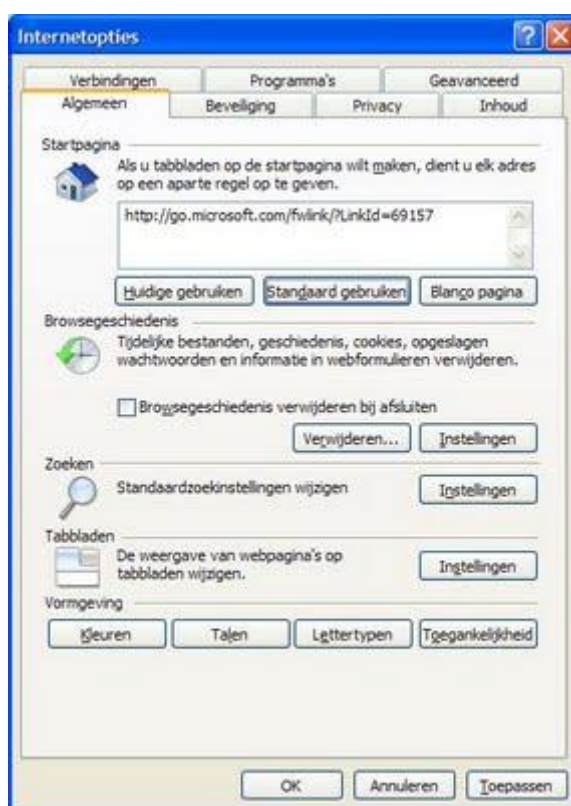 Internetopties
Verbindingen Programma's Geavanceerd
Algemeen Beveiliging Privacy Inhoud
Startpagina
Als u tabbladen op de startpagina wilt maken, dient u elk adres
op een aparte regel op te geven.
http://go.microsoft.com/fwlink/?LinkId=69157
Huidige gebruiken Standaard gebruiken Blanco pagina
Browsegeschiedenis
Tijdelijke bestanden, geschiedenis, cookies, opgeslagen
wachtwoorden en informatie in webformulieren verwijderen.
Browsegeschiedenis verwijderen bij afsluiten
Verwijderen... Instellingen
Zoeken
Standaardzoekinstellingen wijzigen Instellingen
Tabbladen
De weergave van webpagina's op
tabbladen wijzigen. Instellingen
Vormgeving
Kleuren Talen Lettertypen Toegankelijkheid
OK Annuleren Toepassen